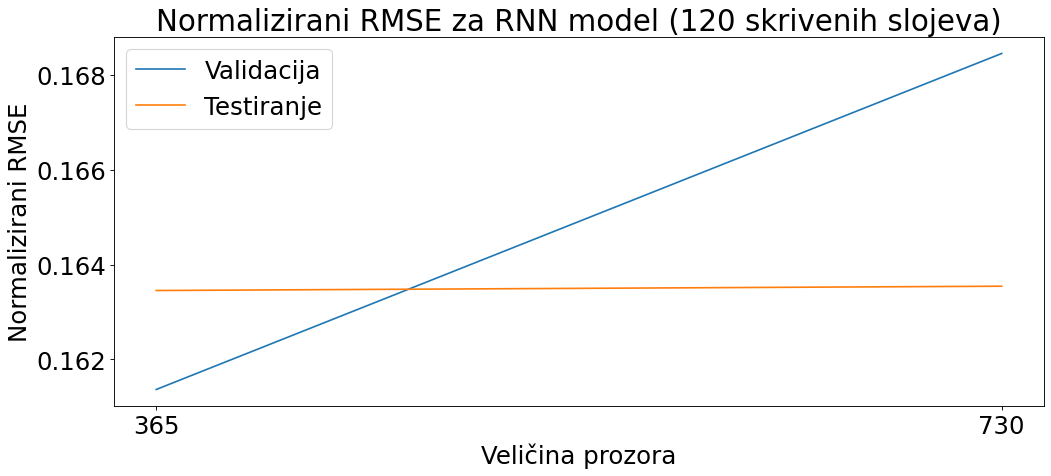 Normalizirani RMSE za RNN model (120 skrivenih slojeva)
Validacija
Testiranje
Normalizirani RMSE
0.168
0.166
0.164
0.162
365
730
Veličina prozora